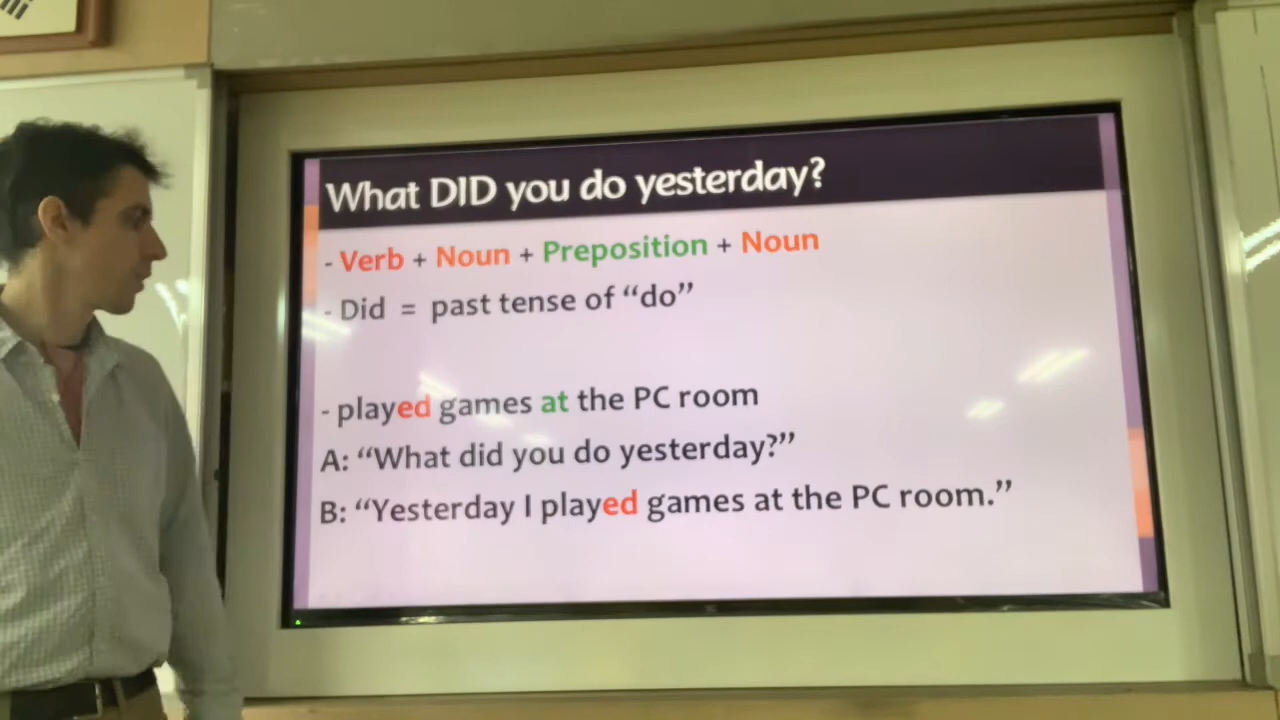 What DID you do yesterday?
- Verb + Noun + Preposition + Noun
- Did = past tense of “do”
- played games at the PC room
A: “What did you do yesterday?”
B: “Yesterday I played games at the PC room.”